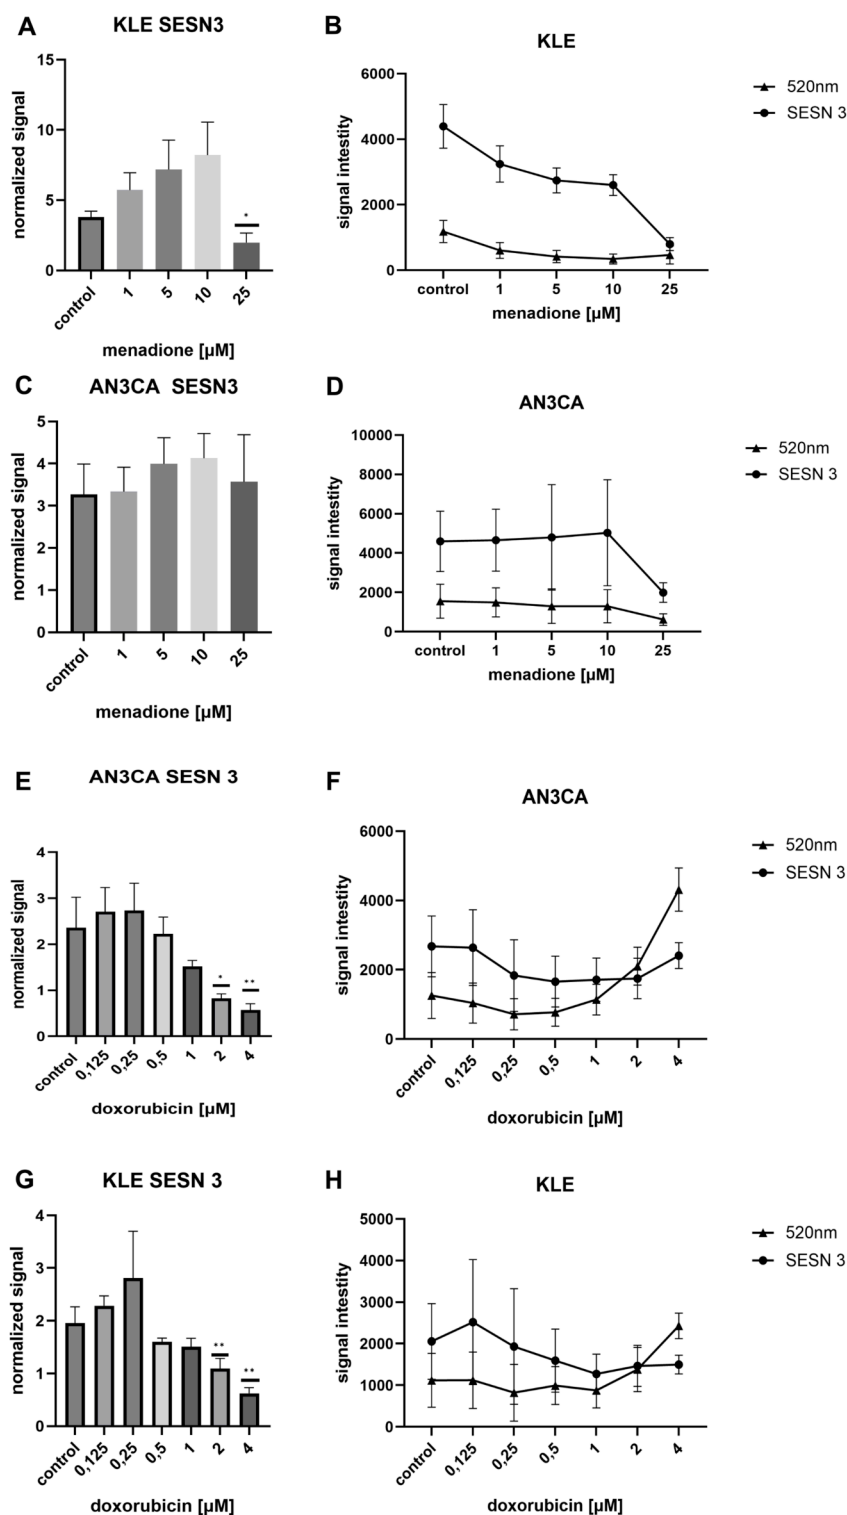 A
KLE SESN3
normalized signal
15
10
5
0
*
control
1
5
10
25
menadione [µM]
B
KLE
signal intestity
6000
4000
2000
0
control
1
5
10
25
menadione [µM]
520nm
SESN 3
C
AN3CA SESN3
normalized signal
5
4
3
2
1
0
control
1
5
10
25
menadione [µM]
D
AN3CA
signal intestity
10000
8000
6000
4000
2000
0
control
1
5
10
25
menadione [µM]
520nm
SESN 3
E
AN3CA SESN 3
normalized signal
4
3
2
1
0
*
**
control
0,125
0,25
0,5
1
2
4
doxorubicin [µM]
F
AN3CA
signal intestity
6000
4000
2000
0
control
0,125
0,25
0,5
1
2
4
doxorubicin [µM]
520nm
SESN 3
G
KLE SESN 3
normalized signal
4
3
2
1
0
**
**
control
0,125
0,25
0,5
1
2
4
doxorubicin [µM]
H
KLE
signal intestity
5000
4000
3000
2000
1000
0
control
0,125
0,25
0,5
1
2
4
doxorubicin [µM]
520nm
SESN 3